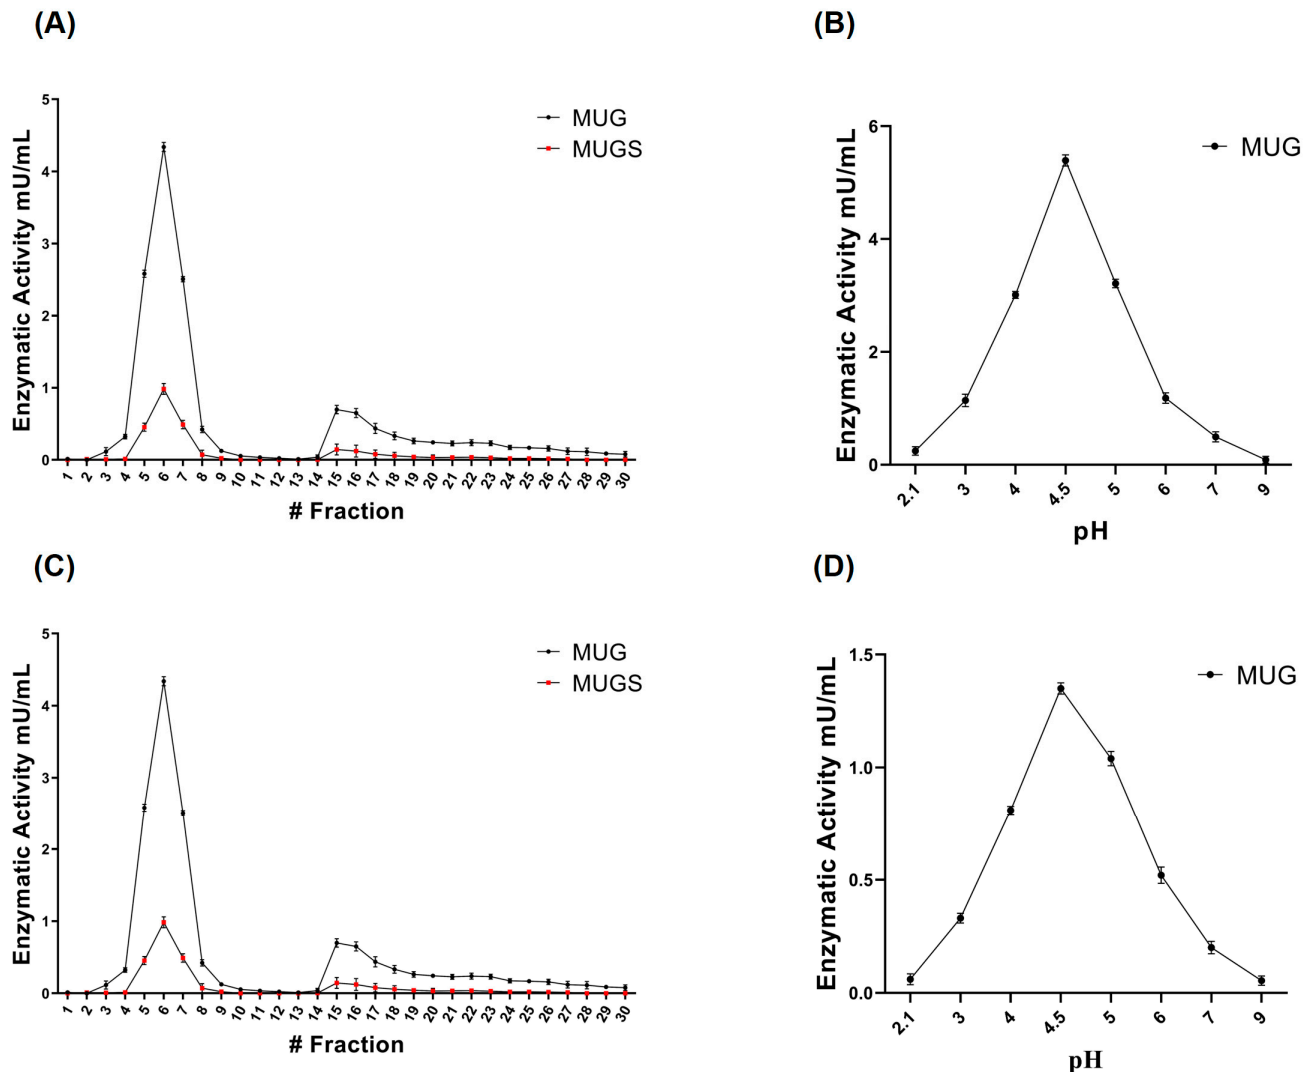 (A)
Enzymatic Activity mU/mL
5
4
3
2
1
0
MUG
MUGS
1 2 3 4 5 6 7 8 9 10 11 12 13 14 15 16 17 18 19 20 21 22 23 24 25 26 27 28 29 30
# Fraction
(B)
Enzymatic Activity mU/mL
6
4
2
0
MUG
2.1 3 4 4.5 5 6 7 9
pH
(C)
Enzymatic Activity mU/mL
5
4
3
2
1
0
MUG
MUGS
1 2 3 4 5 6 7 8 9 10 11 12 13 14 15 16 17 18 19 20 21 22 23 24 25 26 27 28 29 30
# Fraction
(D)
Enzymatic Activity mU/mL
1.5
1.0
0.5
0.0
MUG
2.1 3 4 4.5 5 6 7 9
pH